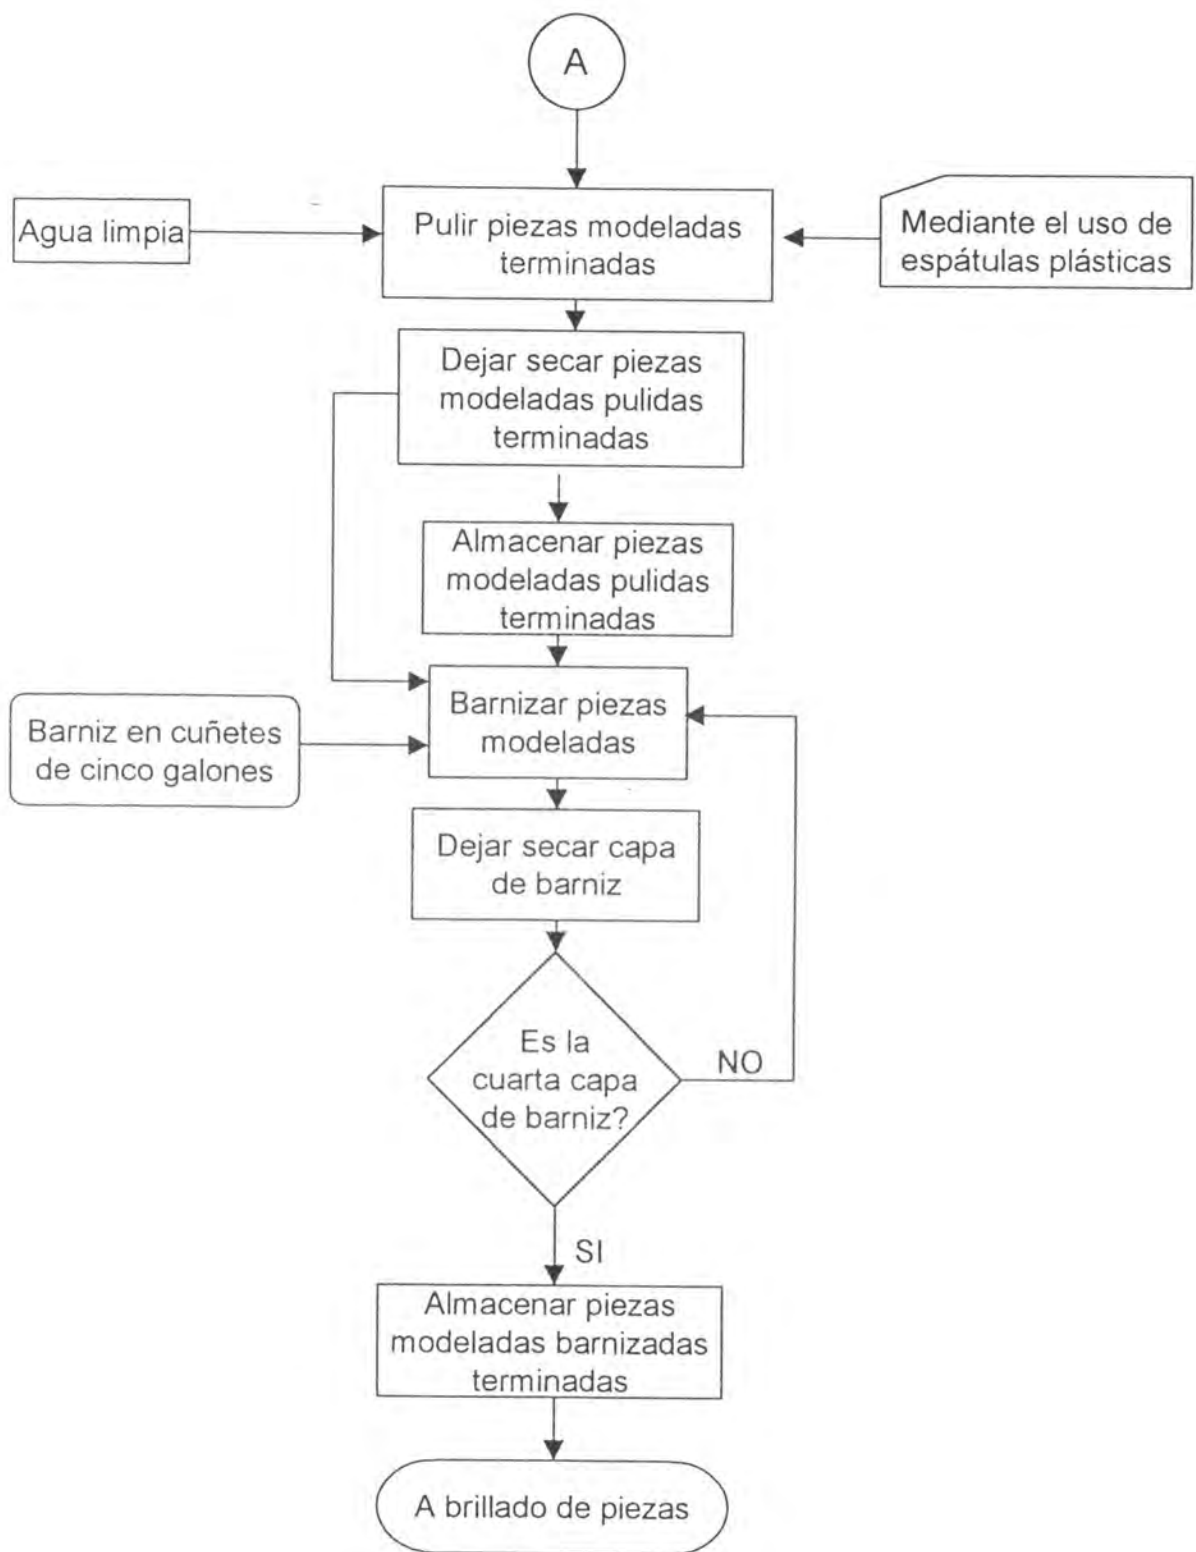 A
Agua limpia
Pulir piezas modeladas
terminadas
Mediante el uso de
espátulas plásticas
Dejar secar piezas
modeladas pulidas
terminadas
Almacenar piezas
modeladas pulidas
terminadas
Barniz en cuñetes
de cinco galones
Barnizar piezas
modeladas
Dejar secar capa
de barniz
Es la
cuarta capa
de barniz?
NO
SI
Almacenar piezas
modeladas barnizadas
terminadas
A brillado de piezas